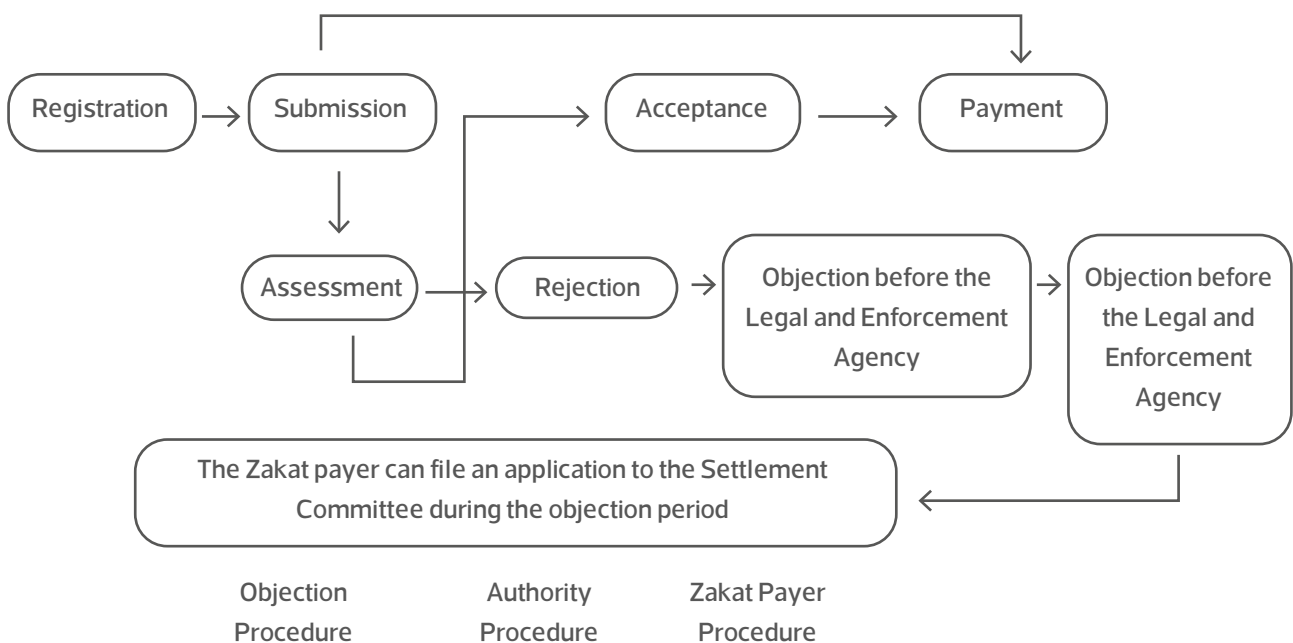 Registration
Submission
Acceptance
Payment
Assessment
Rejection
Objection before the
Legal and Enforcement
Agency
Objection before
the Legal and
Enforcement
Agency
The Zakat payer can file an application to the Settlement
Committee during the objection period
Objection
Procedure
Authority
Procedure
Zakat Payer
Procedure